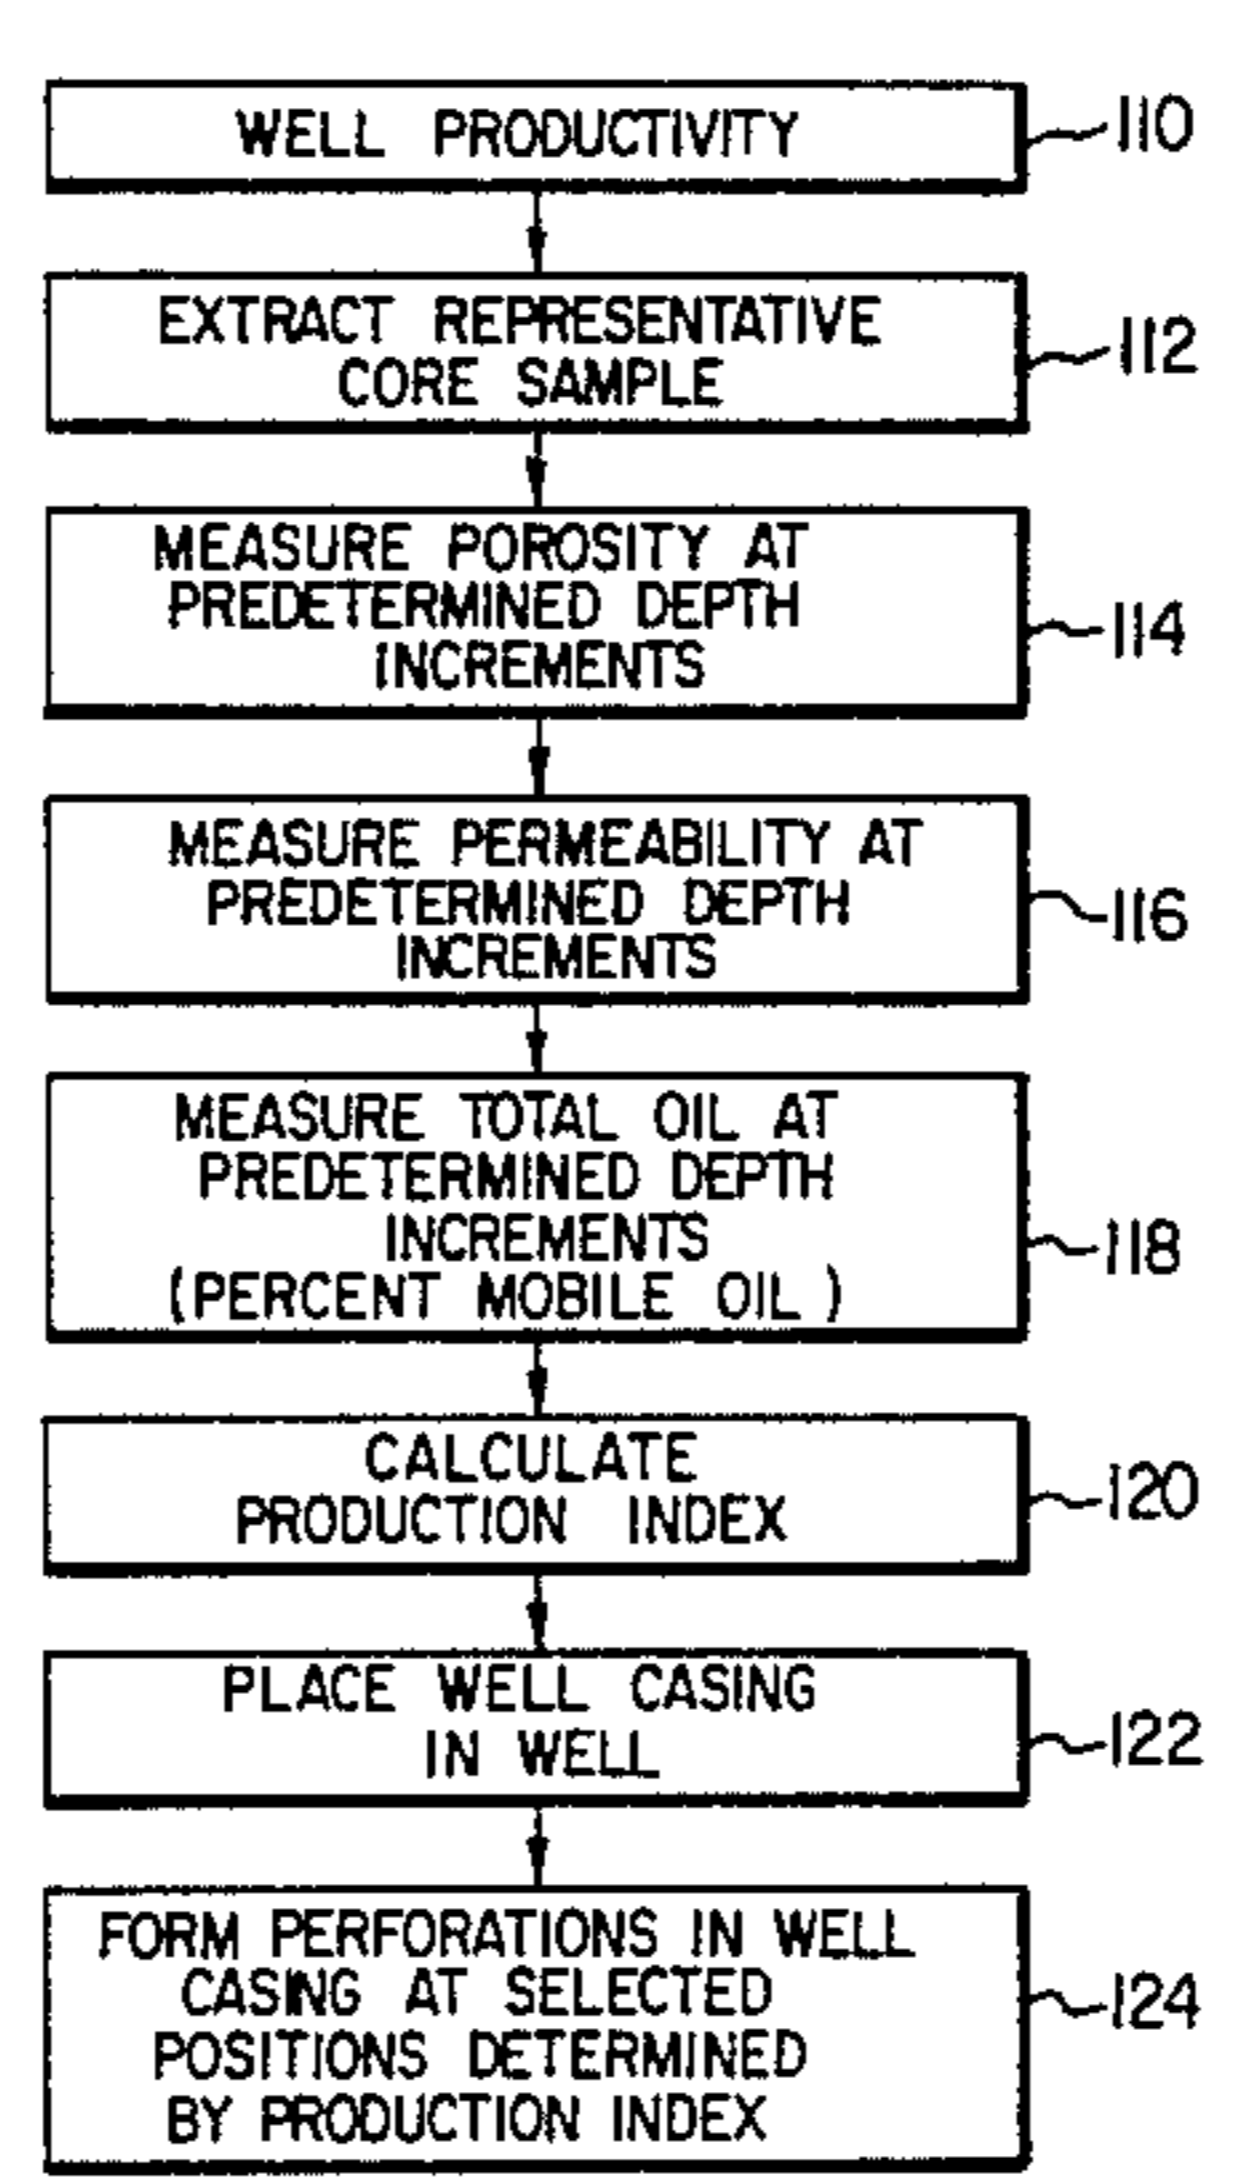 WELL PRODUCTIVITY
110
EXTRACT REPRESENTATIVE
CORE SAMPLE
112
MEASURE POROSITY AT
PREDETERMINED DEPTH
INCREMENTS
114
MEASURE PERMEABILITY AT
PREDETERMINED DEPTH
INCREMENTS
116
MEASURE TOTAL OIL AT
PREDETERMINED DEPTH
INCREMENTS
(PERCENT MOBILE OIL)
118
CALCULATE
PRODUCTION INDEX
120
PLACE WELL CASING
IN WELL
122
FORM PERFORATIONS IN WELL
CASING AT SELECTED
POSITIONS DETERMINED
BY PRODUCTION INDEX
124